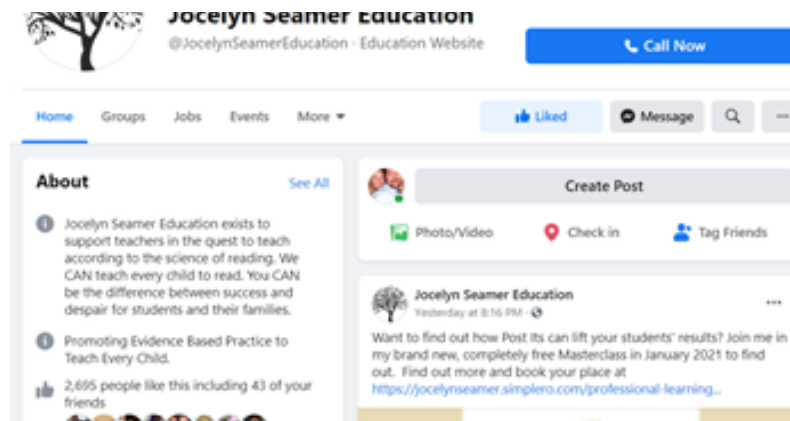 Jocelyn Seamer Education
@JocelynSeamerEducation · Education Website
Call Now
Home Groups Jobs Events More
Liked Message
About See All
Jocelyn Seamer Education exists to
support teachers in the quest to teach
according to the science of reading. We
CAN teach every child to read. You CAN
be the difference between success and
despair for students and their families.
Promoting Evidence Based Practice to
Teach Every Child.
2,695 people like this including 43 of your
friends
Create Post
Photo/Video Check in Tag Friends
Jocelyn Seamer Education
Yesterday at 8:16 PM ·
Want to find out how Post Its can lift your students' results? Join me in
my brand new, completely free Masterclass in January 2021 to find
out. Find out more and book your place at
https://jocelynseamer.simplero.com/professional-learning...